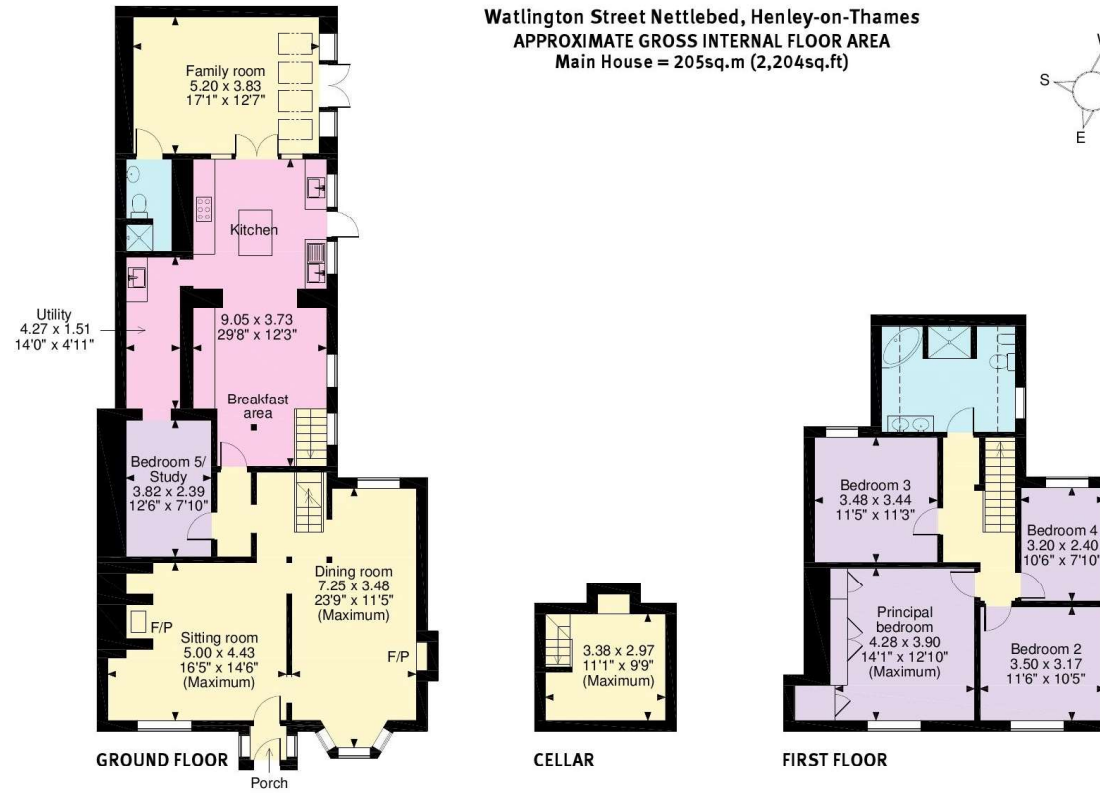 Watlington Street Nettlebed, Henley-on-Thames
APPROXIMATE GROSS INTERNAL FLOOR AREA
Main House = 205sq.m (2,204sq.ft)
S
E
Family room
5.20 x 3.83
17'1" x 12'7"
Kitchen
Utility
4.27 x 1.51
14'0" x 4'11"
9.05 x 3.73
29'8" x 12'3"
Breakfast
area
Bedroom 5/
Study
3.82 x 2.39
12'6" x 7'10"
Dining room
7.25 x 3.48
23'9" x 11'5"
(Maximum)
F/P
Sitting room
5.00 x 4.43
16'5" x 14'6"
(Maximum)
F/P
GROUND FLOOR
Porch
3.38 x 2.97
11'1" x 9'9"
(Maximum)
CELLAR
Bedroom 3
3.48 x 3.44
11'5" x 11'3"
Bedroom 4
3.20 x 2.40
10'6" x 7'10"
Principal
bedroom
4.28 x 3.90
14'1" x 12'10"
(Maximum)
Bedroom 2
3.50 x 3.17
11'6" x 10'5"
FIRST FLOOR